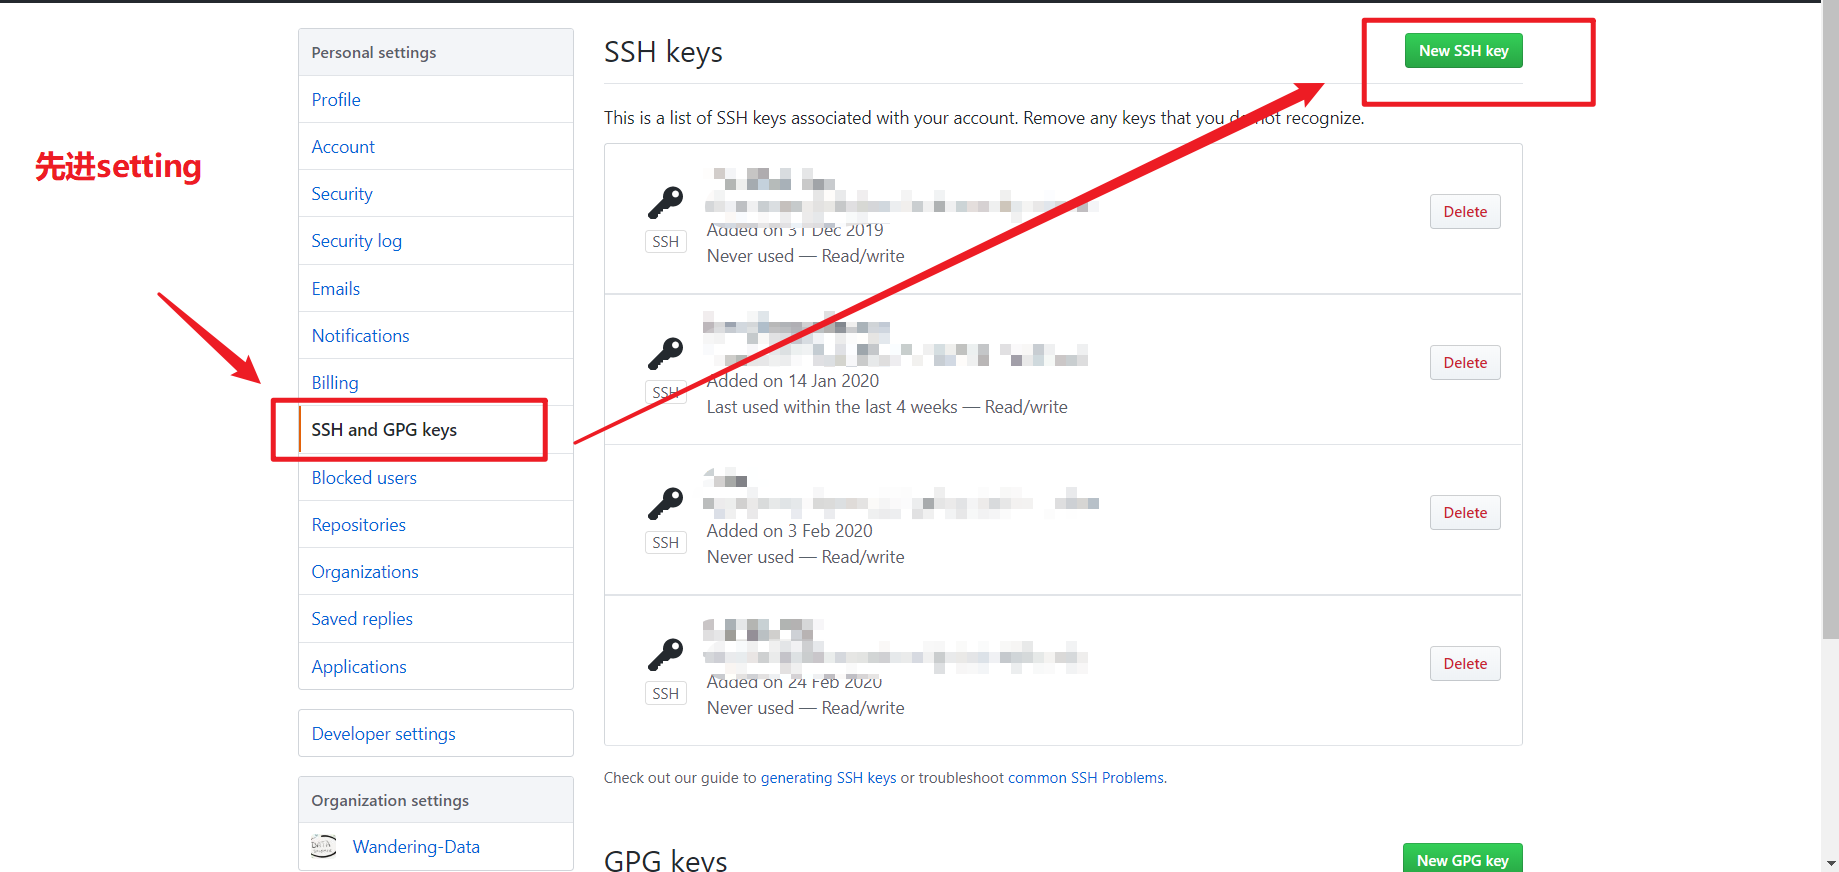 先进setting
Personal settings
Profile
Account
Security
Security log
Emails
Notifications
Billing
SSH and GPG keys
Blocked users
Repositories
Organizations
Saved replies
Applications
Developer settings
Organization settings
Wandering-Data
SSH keys
New SSH key
This is a list of SSH keys associated with your account. Remove any keys that you do not recognize.
SSH
Added on 31 Dec 2019
Never used — Read/write
Delete
SSH
Added on 14 Jan 2020
Last used within the last 4 weeks — Read/write
Delete
SSH
Added on 3 Feb 2020
Never used — Read/write
Delete
SSH
Added on 24 Feb 2020
Never used — Read/write
Delete
Check out our guide to generating SSH keys or troubleshoot common SSH Problems.
GPG keys
New GPG key